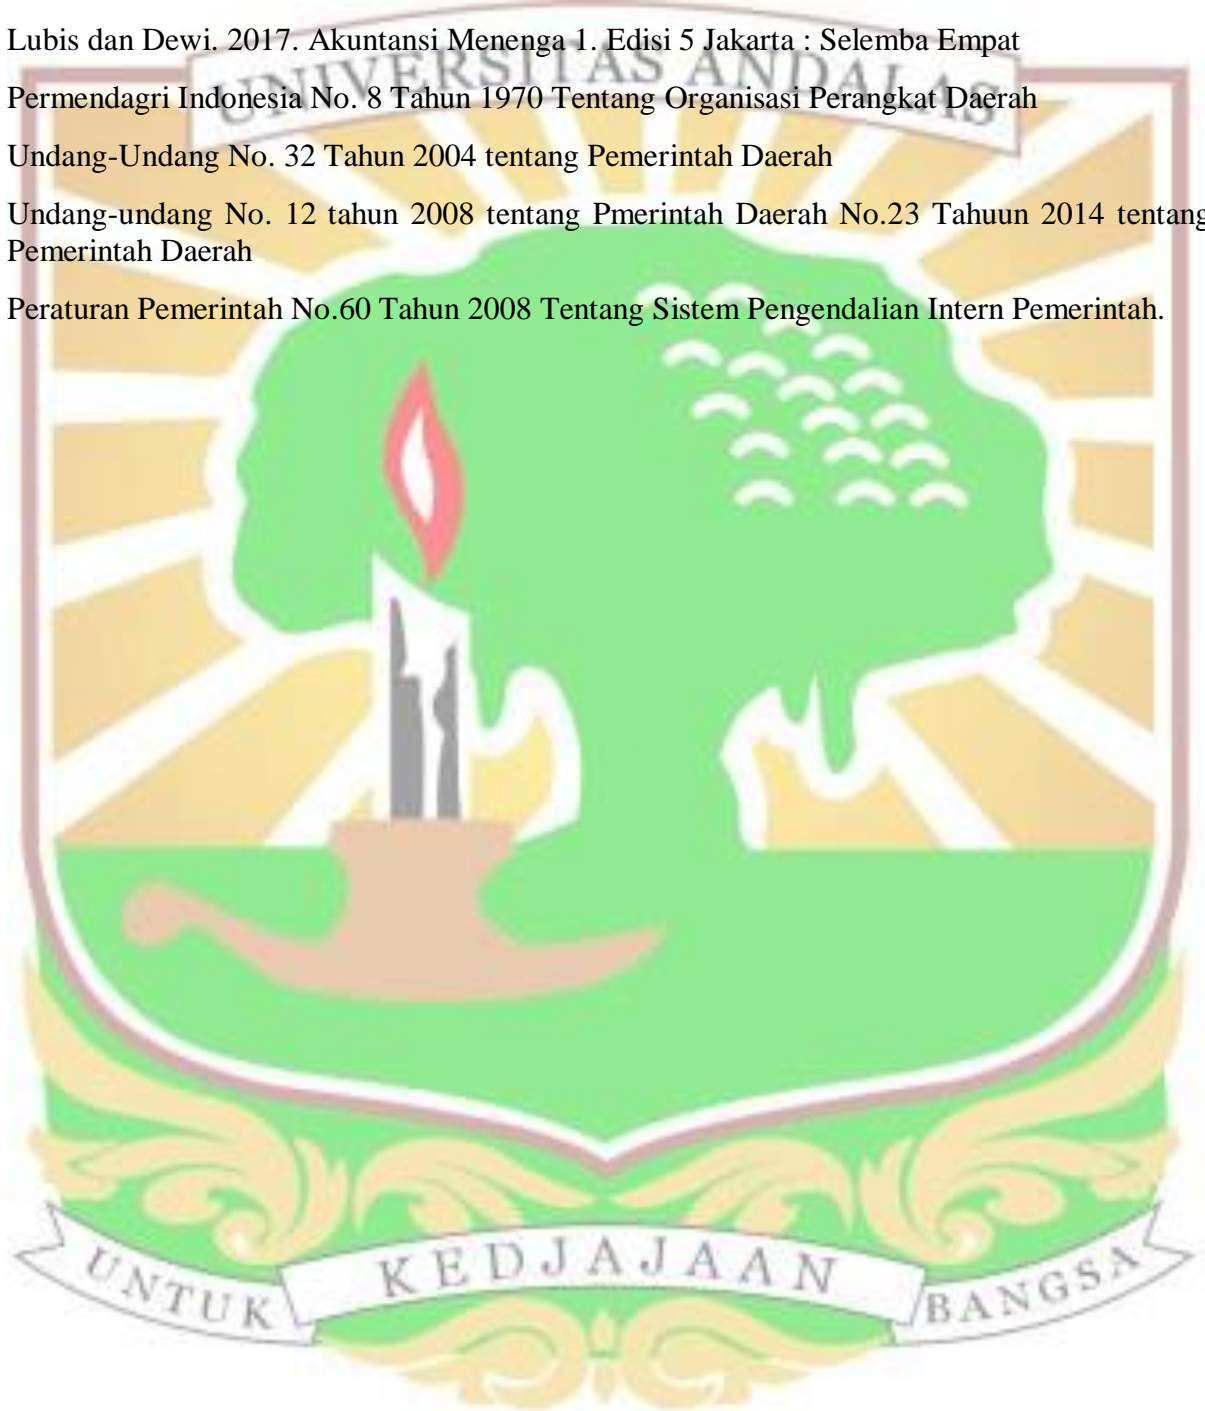 Lubis dan Dewi. 2017. Akuntansi Menenga 1. Edisi 5 Jakarta : Selemba Empat
UNIVERSITAS ANDALAS
Permendagri Indonesia No. 8 Tahun 1970 Tentang Organisasi Perangkat Daerah
Undang-Undang No. 32 Tahun 2004 tentang Pemerintah Daerah
Undang-undang No. 12 tahun 2008 tentang Pmerintah Daerah No.23 Tahuun 2014 tentang
Pemerintah Daerah
Peraturan Pemerintah No.60 Tahun 2008 Tentang Sistem Pengendalian Intern Pemerintah.
UNTUK KEDJAJAAN BANGSA